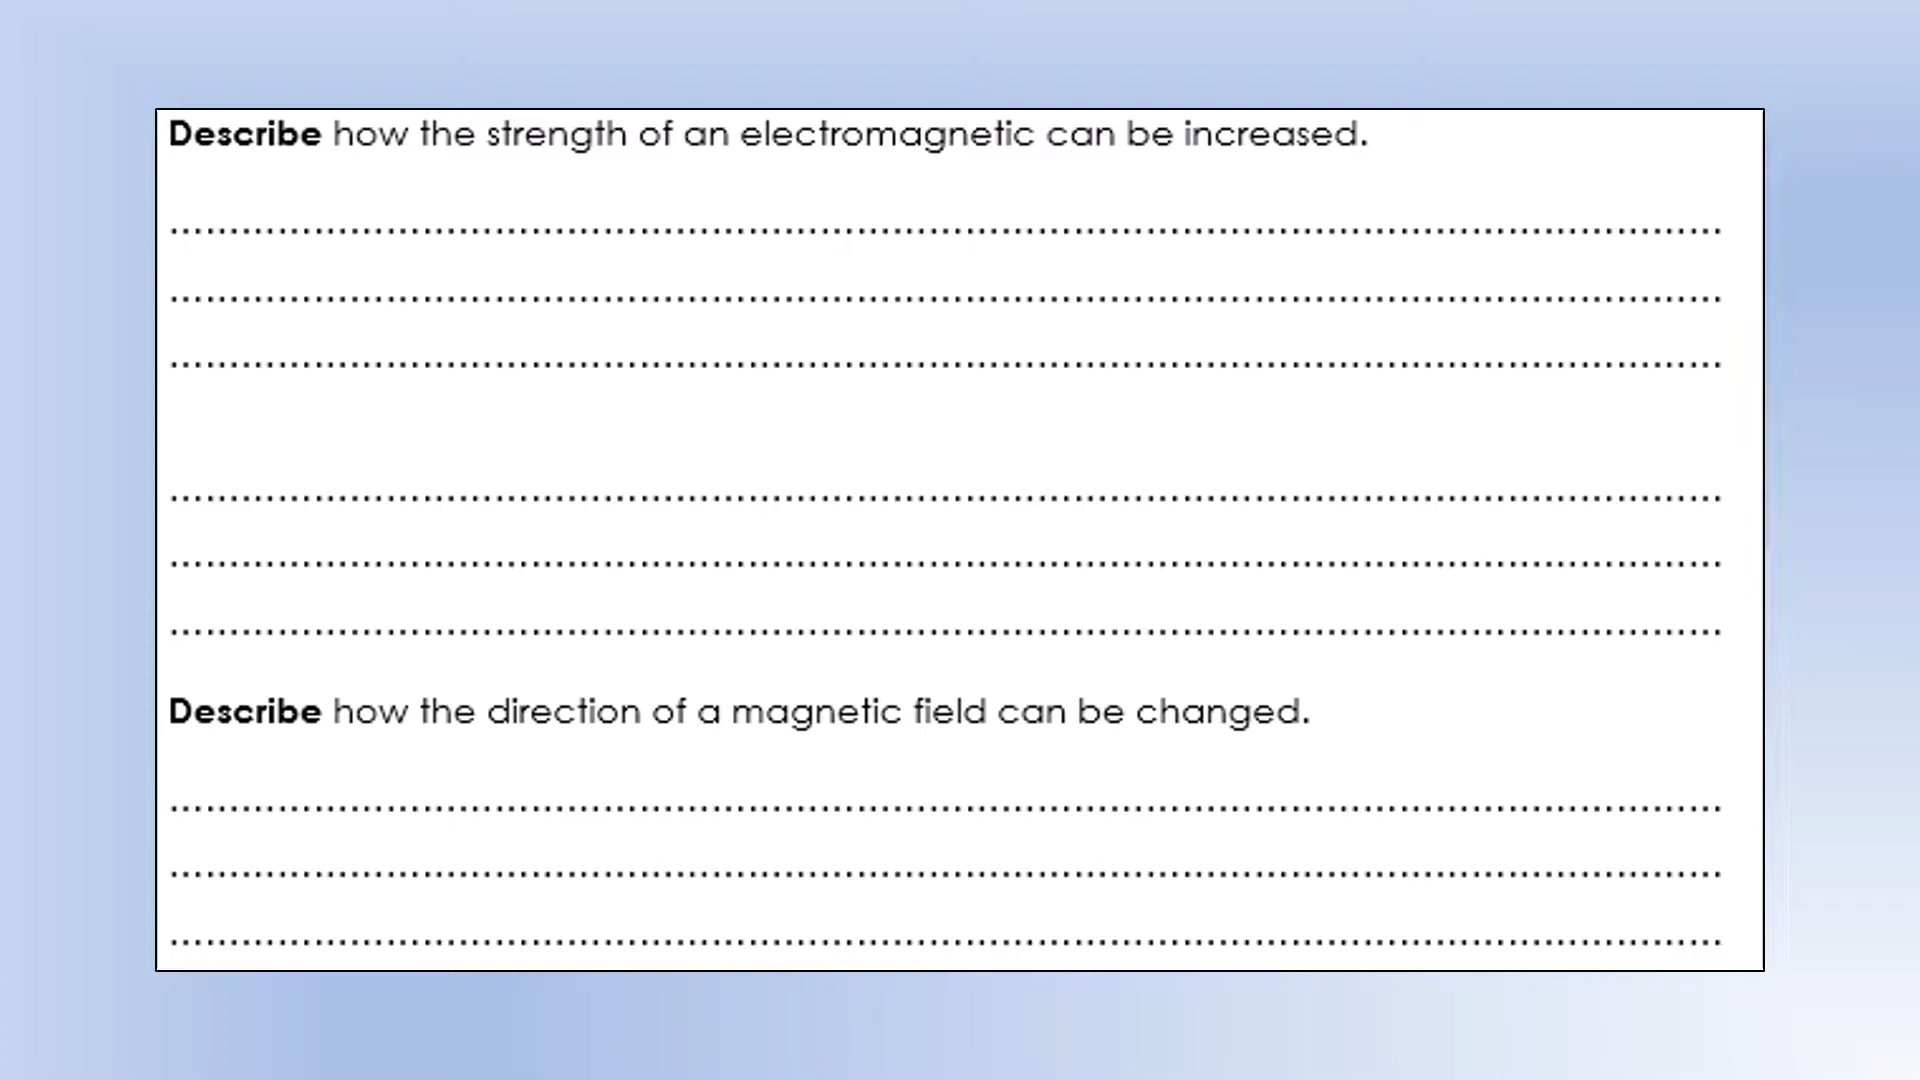 Describe how the strength of an electromagnetic can be increased.
Describe how the direction of a magnetic field can be changed.